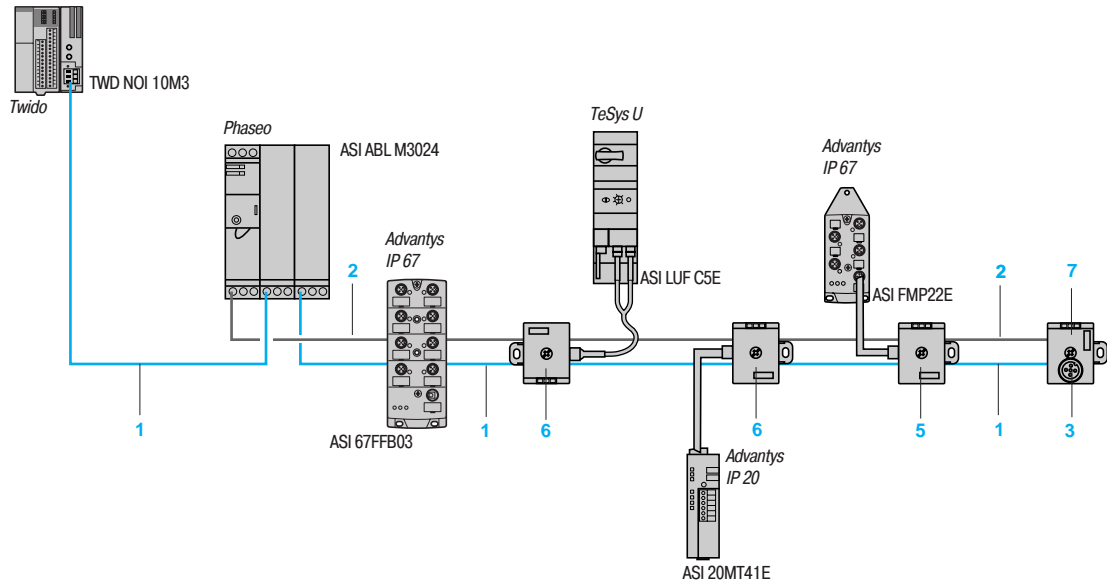 TWD NOI 10M3
Twido
Phaseo
ASI ABL M3024
TeSys U
Advantys
IP 67
Advantys
IP 67
2
ASI LUF C5E
ASI FMP22E
2
7
1
ASI 67FFB03
1
6
6
5
1
3
Advantys
IP 20
ASI 20MT41E